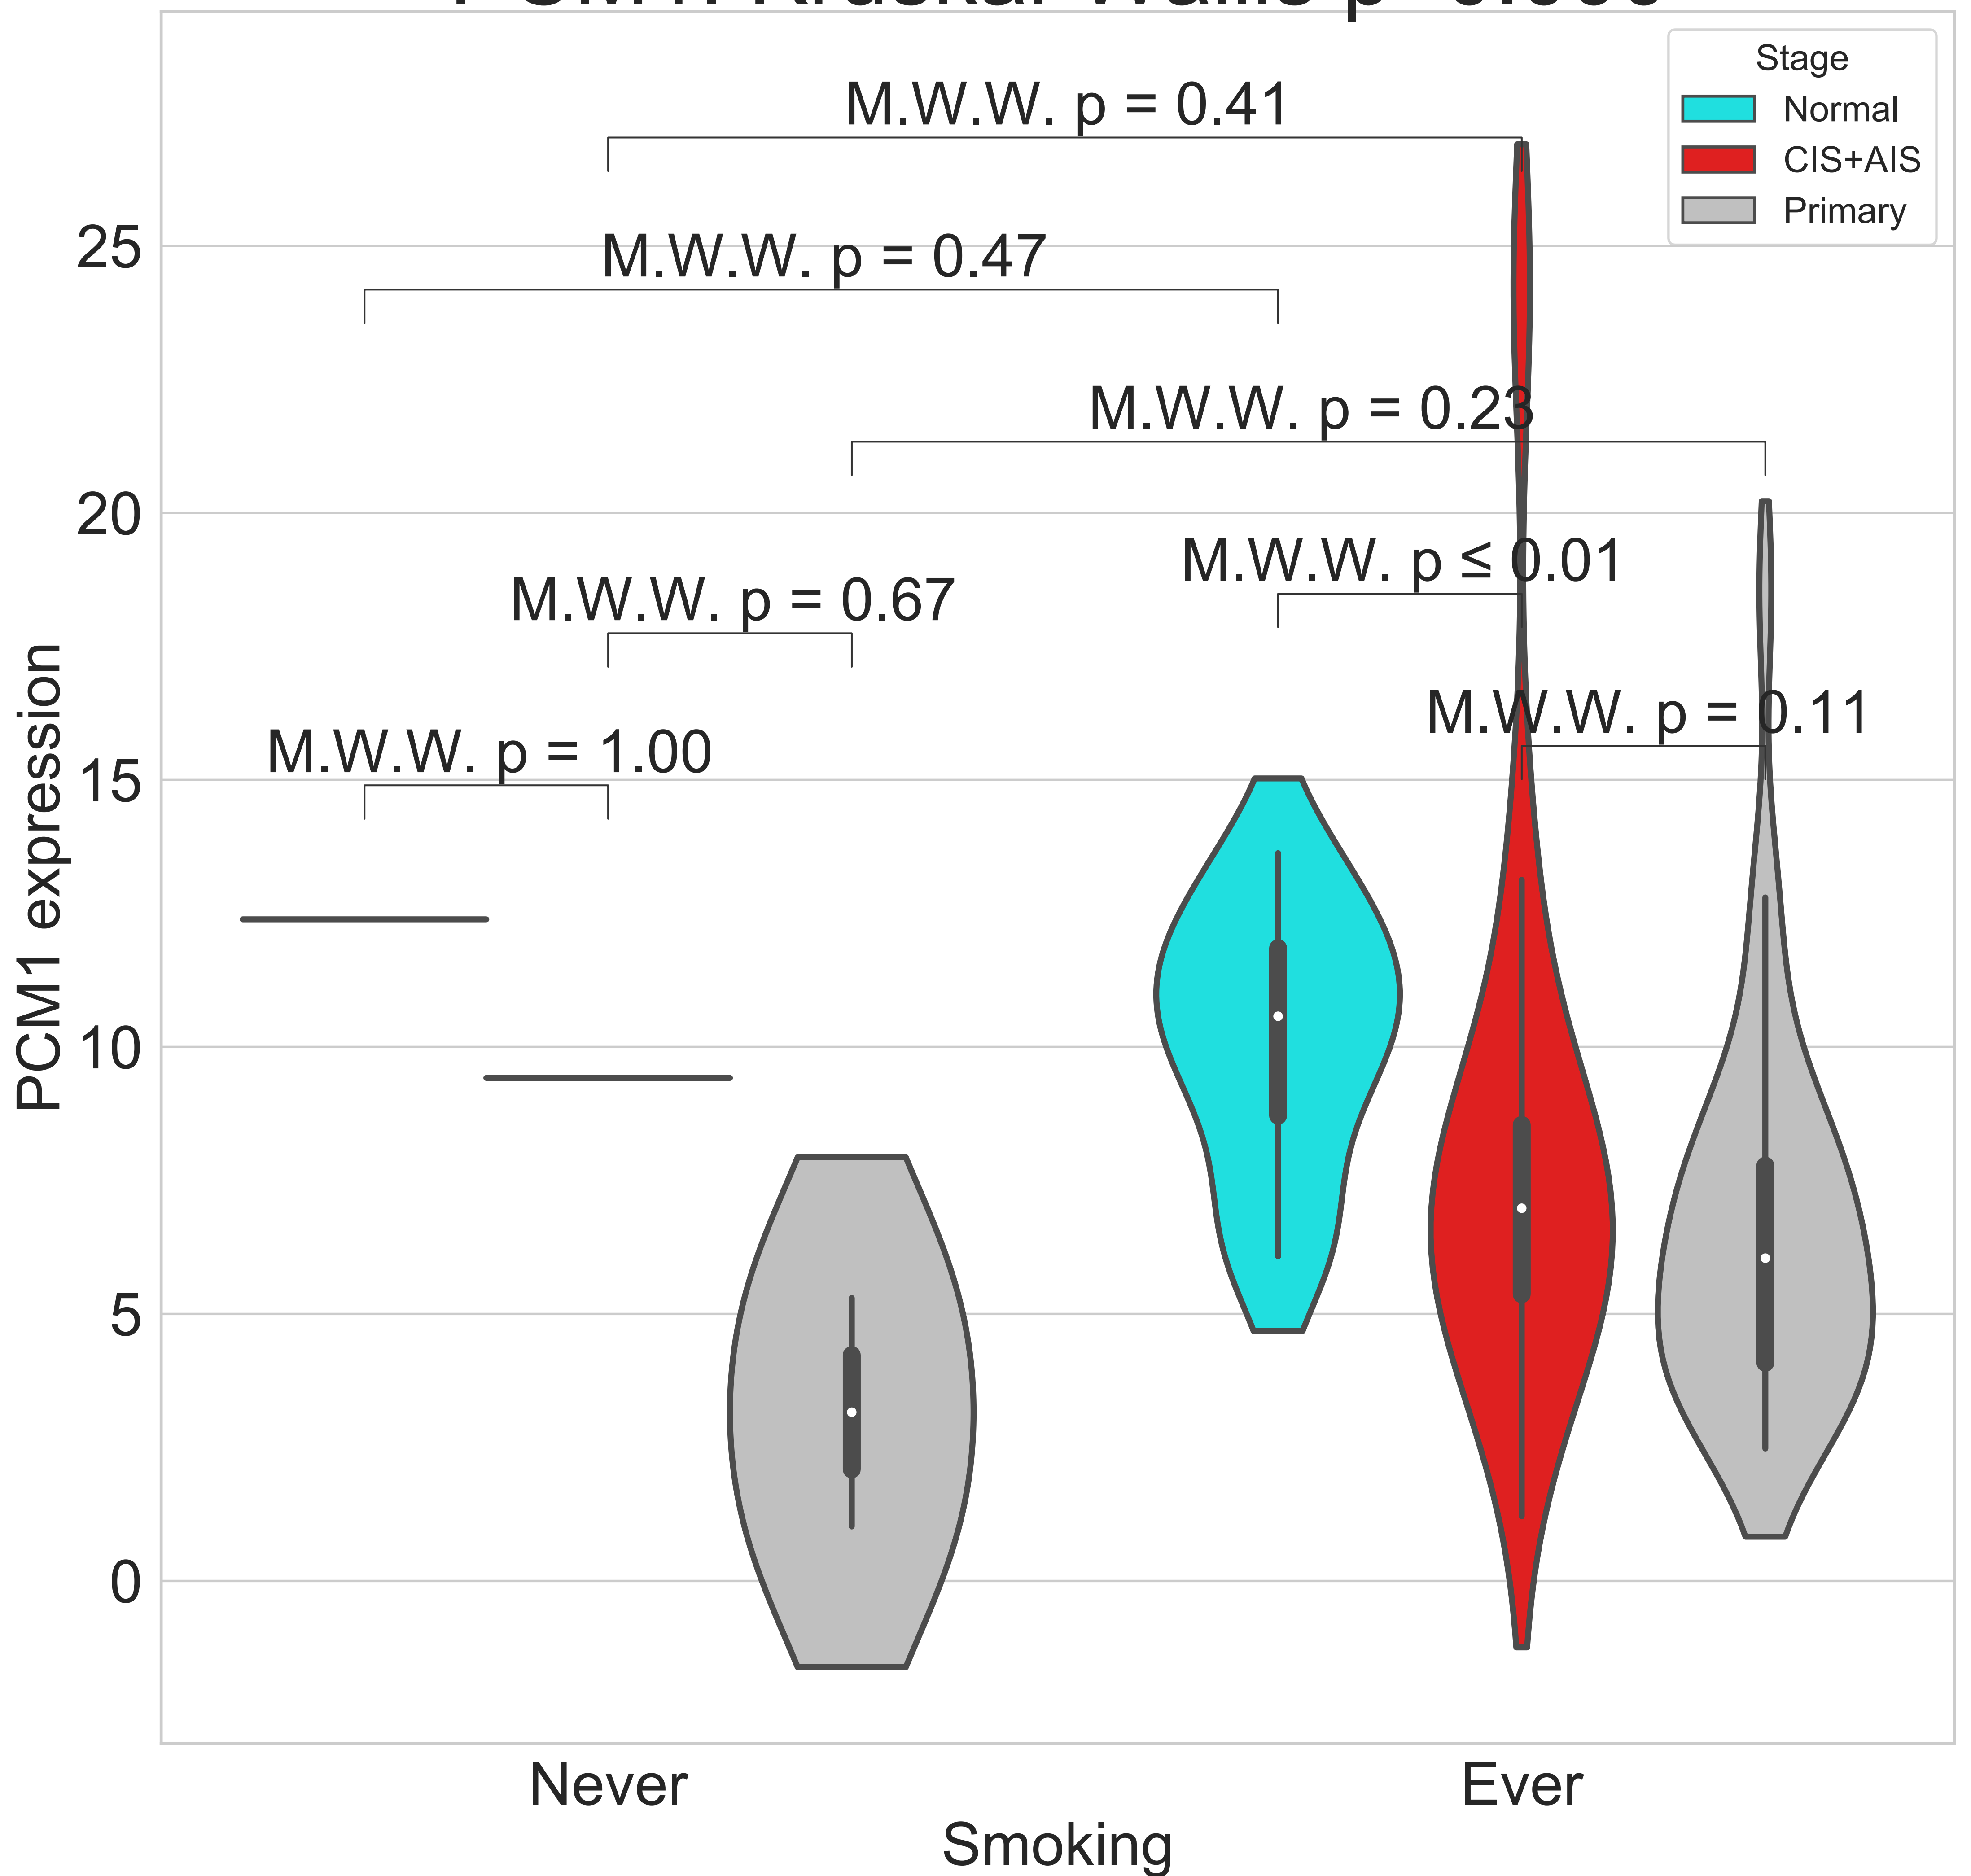 Stage
Normal
CIS+AIS
Primary
M.W.W. p = 0.41
M.W.W. p = 0.47
M.W.W. p = 0.23
M.W.W. p ≤ 0.01
M.W.W. p = 0.67
M.W.W. p = 0.11
M.W.W. p = 1.00
25
20
15
10
5
0
PCM1 expression
Never
Ever
Smoking